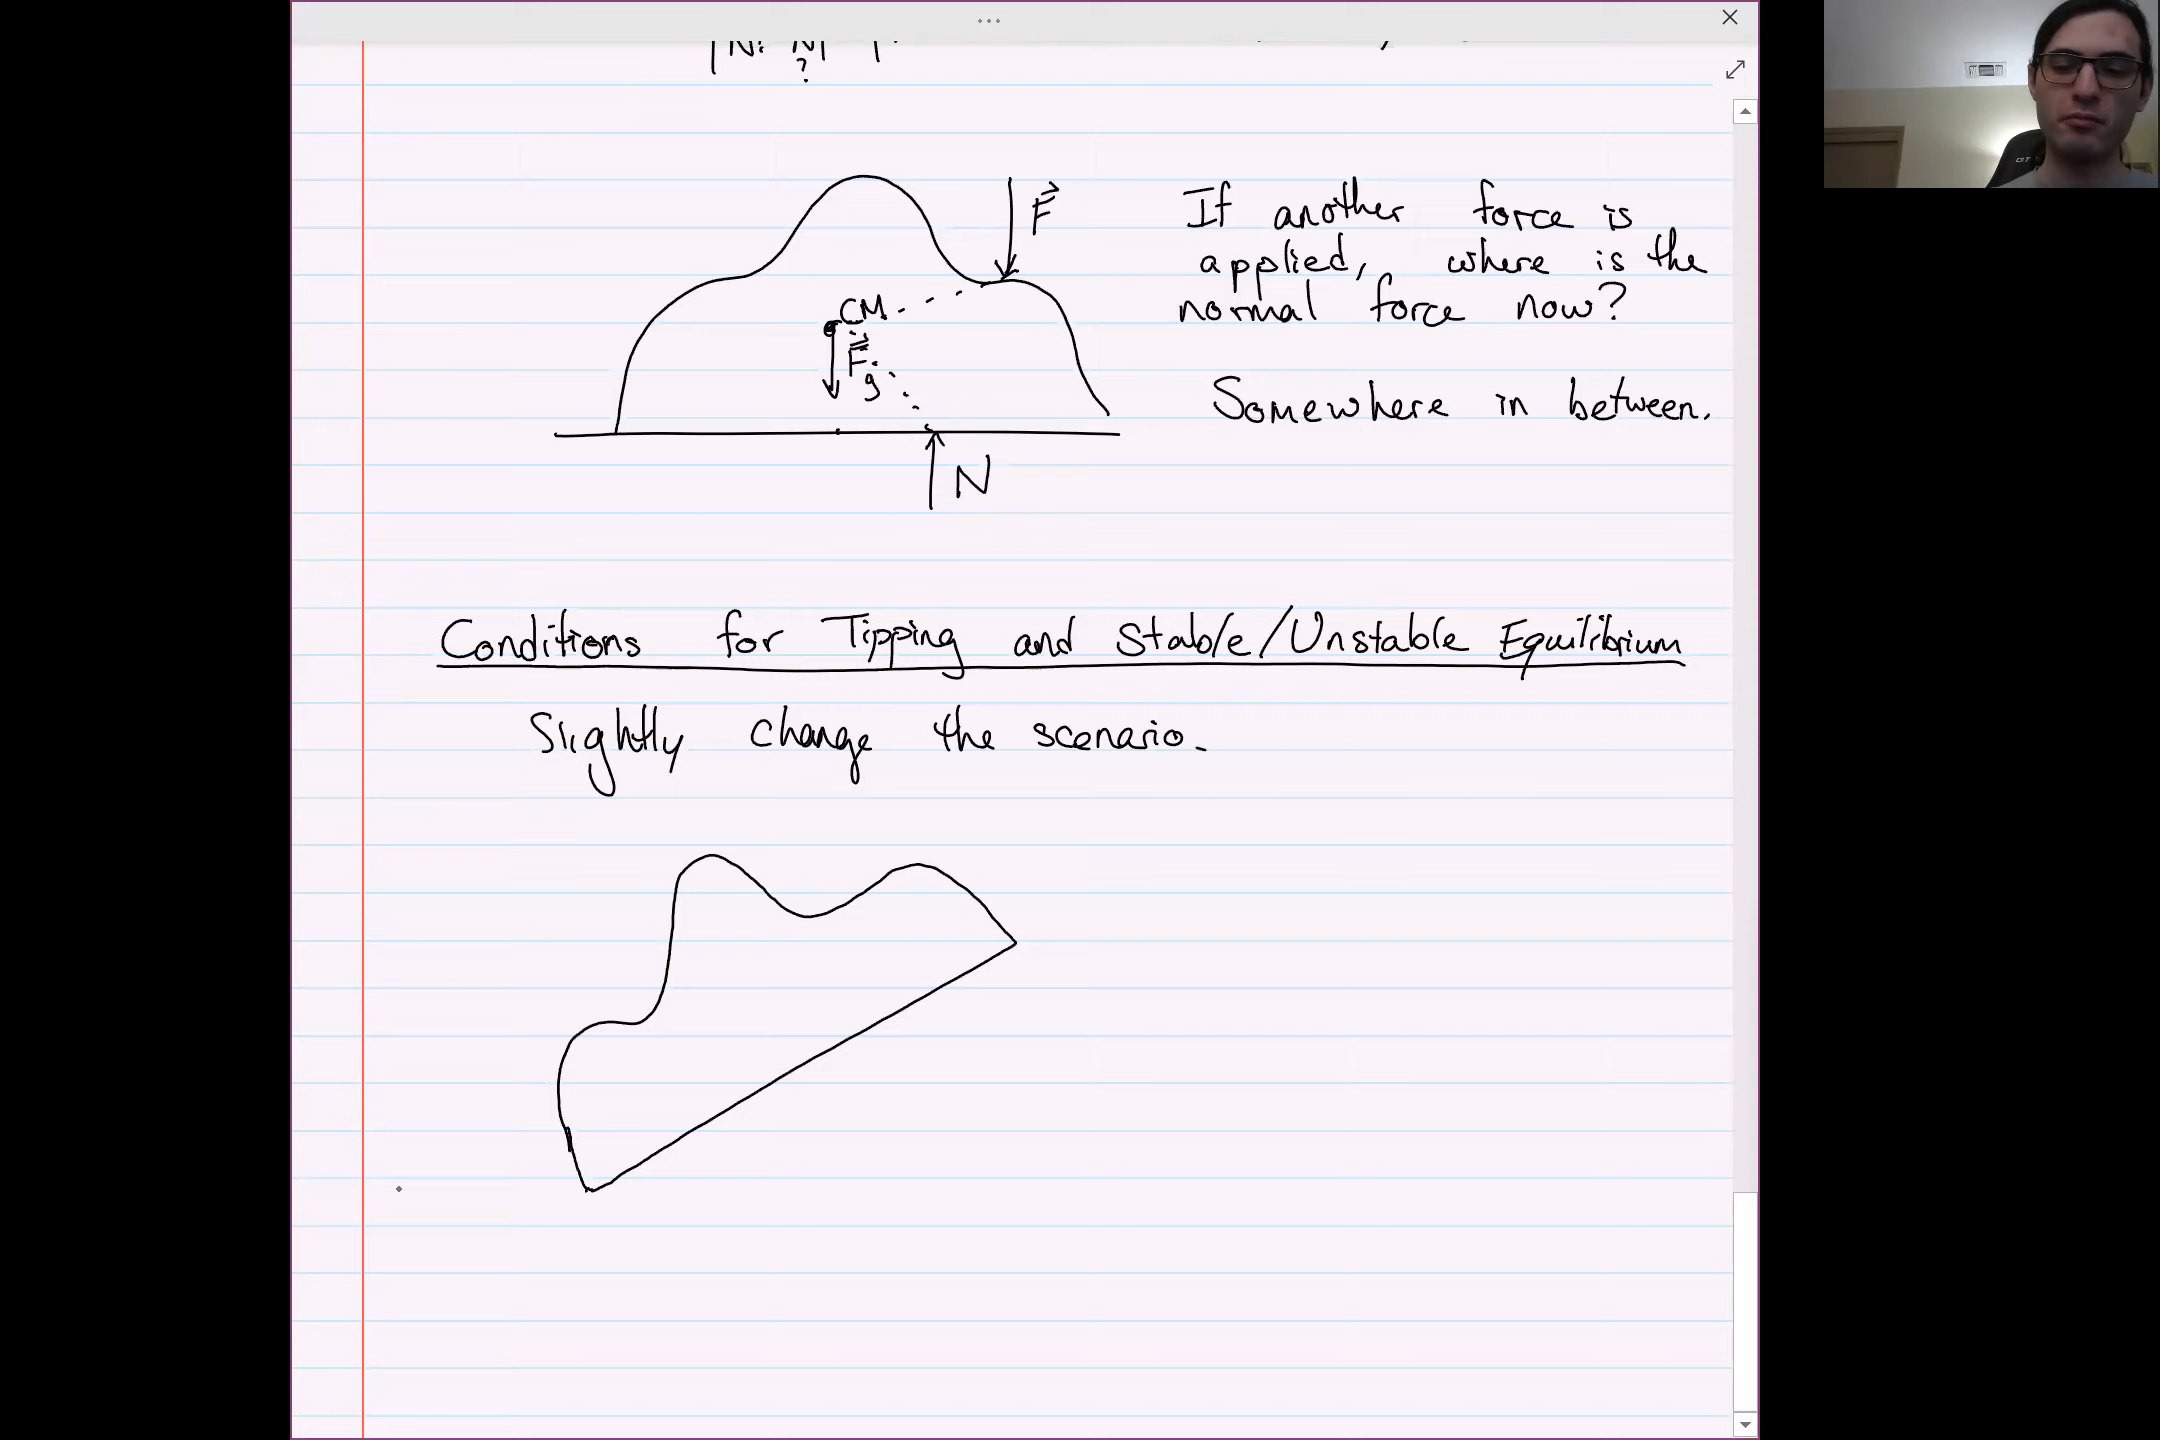 N
N
?
F
If another force is
applied, where is the
normal force now?
CM
Fg
Somewhere in between.
N
Conditions for Tipping and Stable/Unstable Equilibrium
Slightly change the scenario.